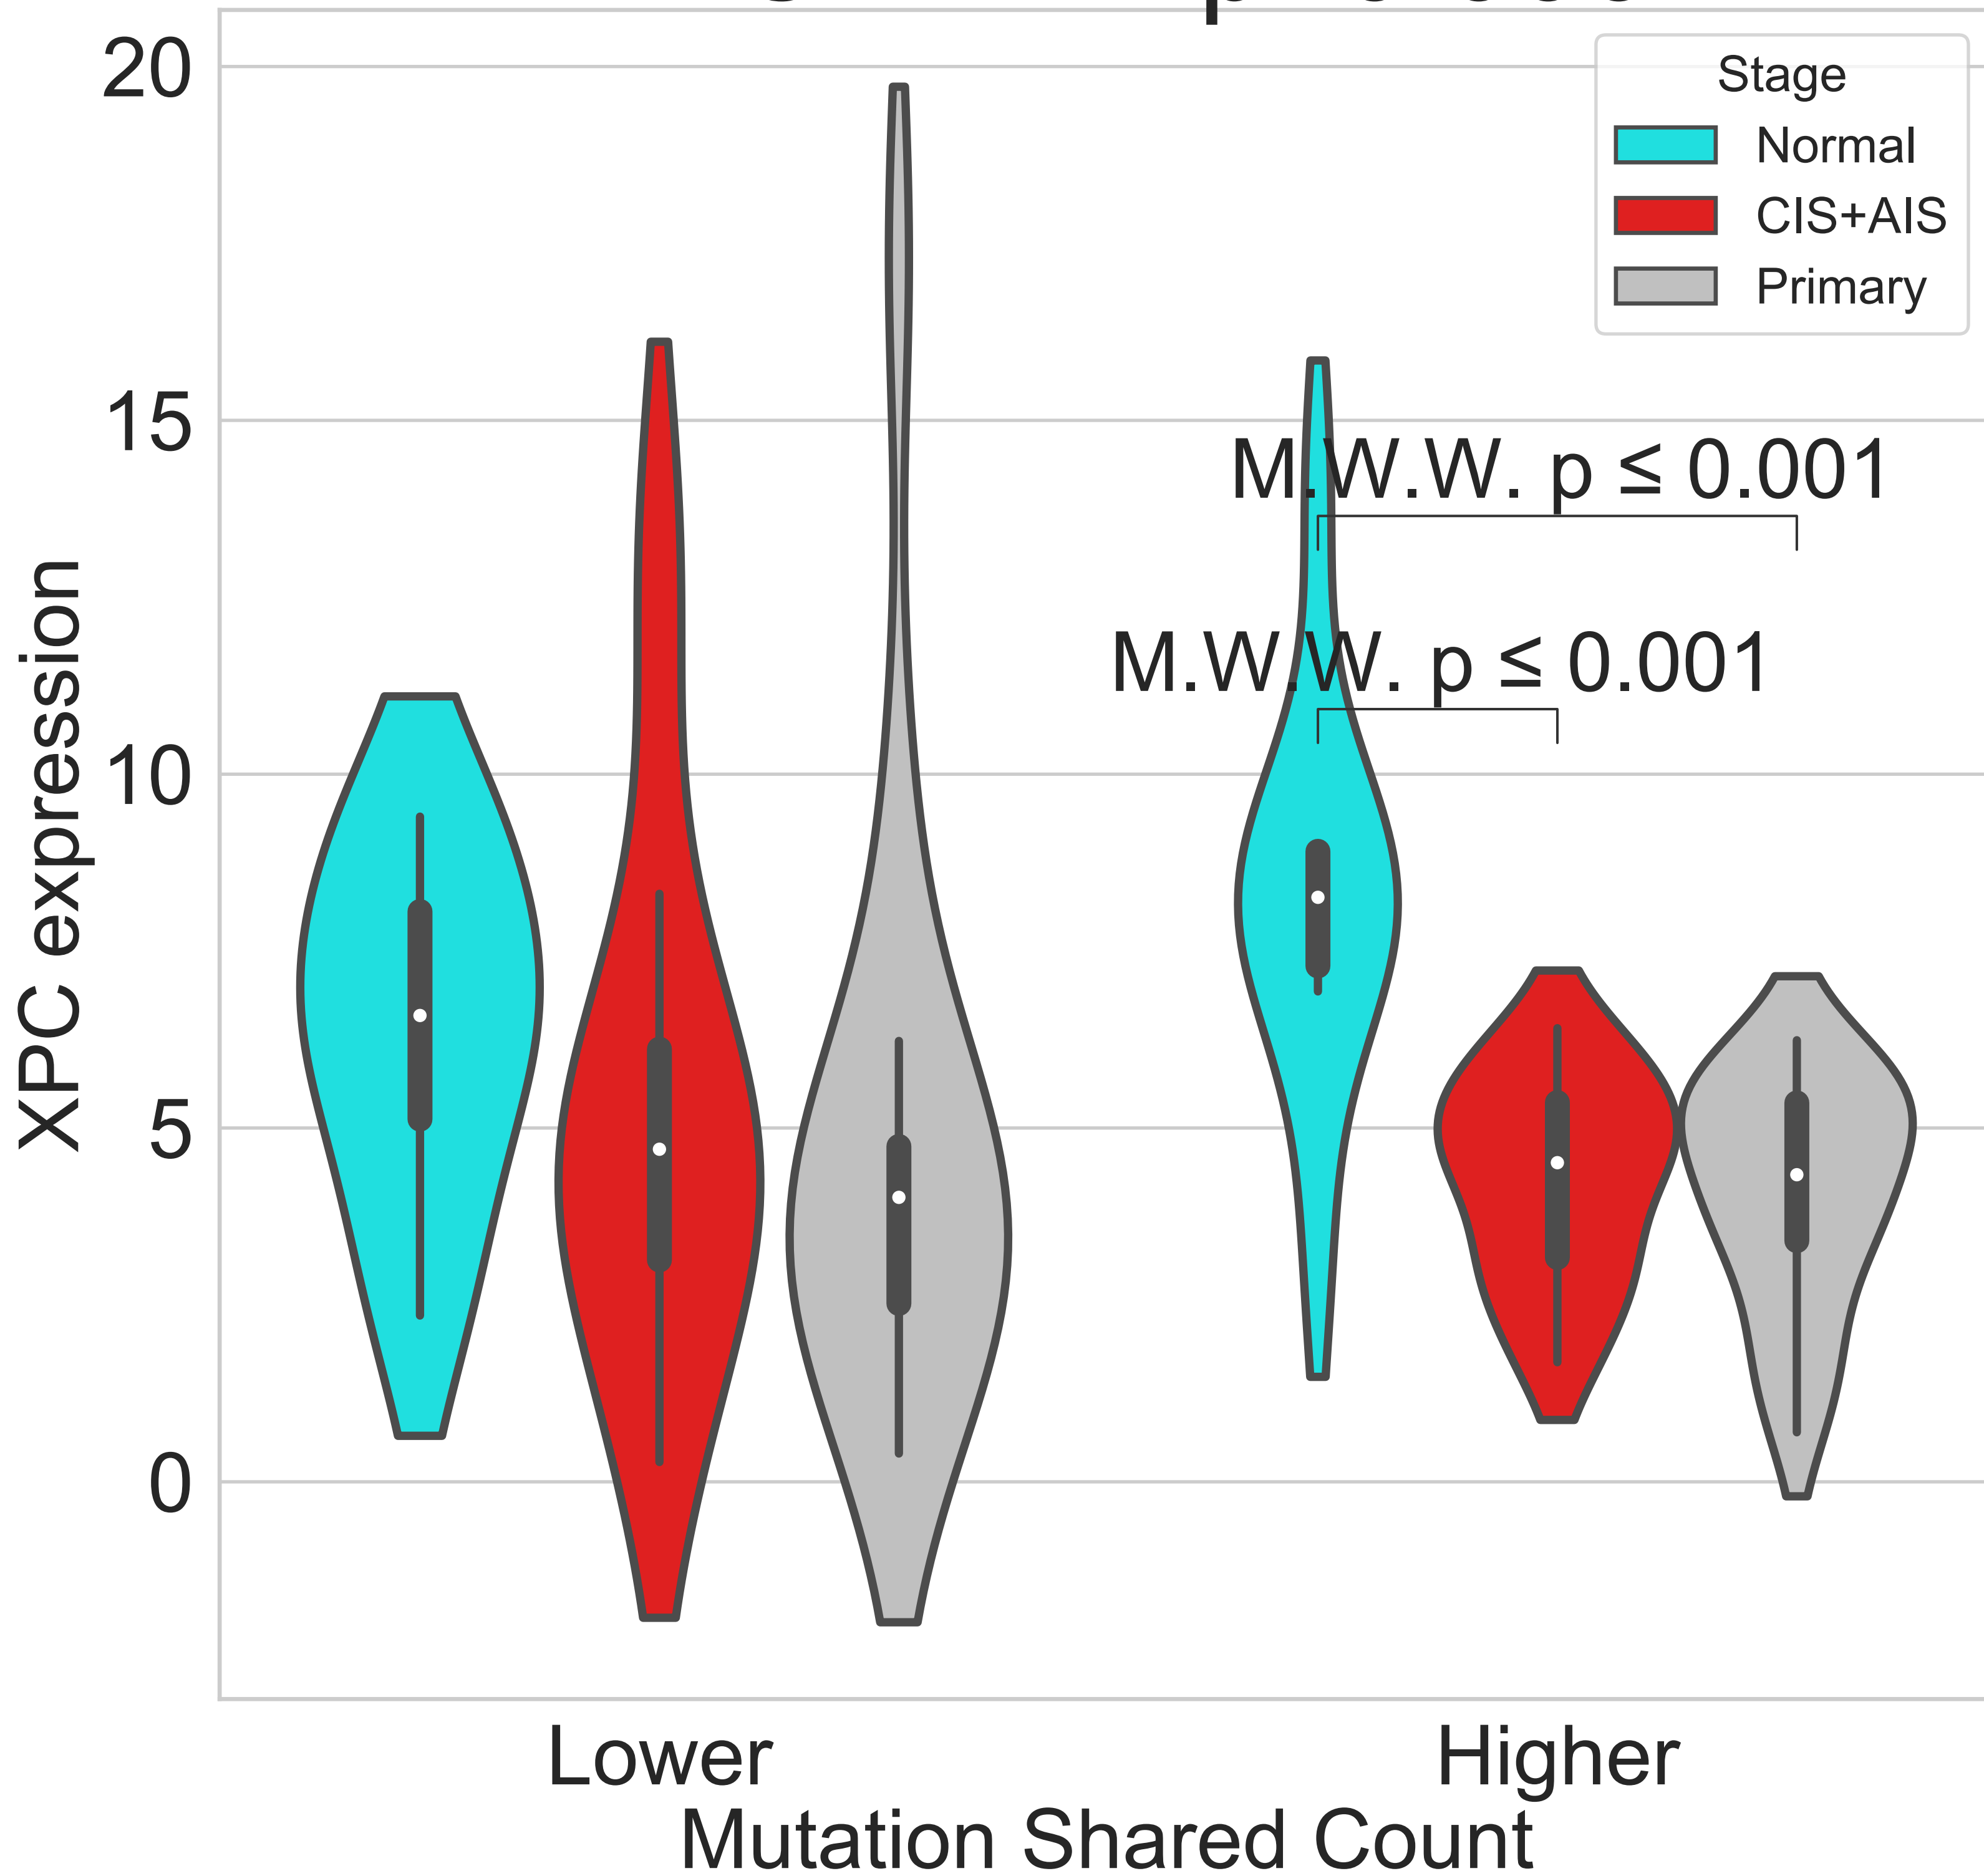 20
15
10
5
0
XPC expression
Stage
Normal
CIS+AIS
Primary
M.W.W. p ≤ 0.001
M.W.W. p ≤ 0.001
Lower
Higher
Mutation Shared Count